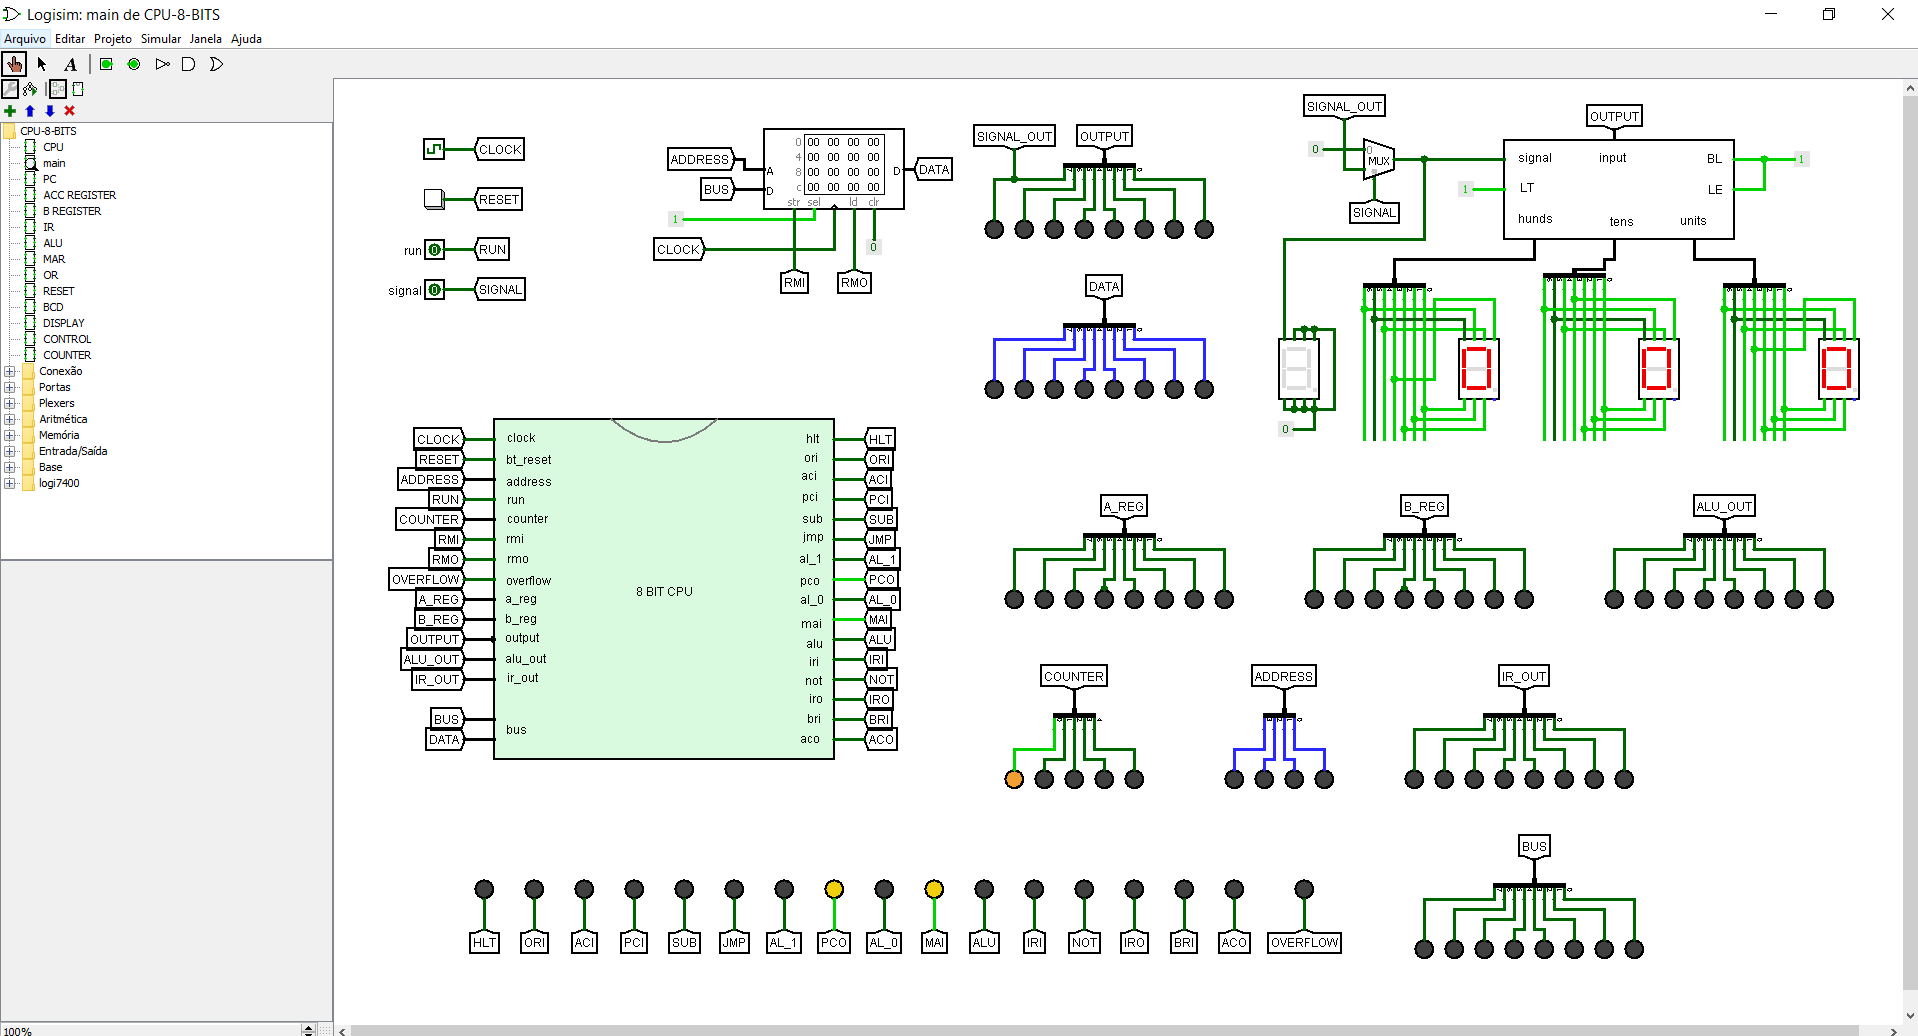 Logisim: main de CPU-8-BITS
Arquivo Editar Projeto Simular Janela Ajuda
A
CPU-8-BITS
CPU
main
PC
ACC REGISTER
B REGISTER
IR
ALU
MAR
OR
RESET
BCD
DISPLAY
CONTROL
COUNTER
Conexão
Portas
Plexers
Aritmética
Memória
Entrada/Saída
Base
logi7400
100%
CLOCK
RESET
run 0 RUN
signal 0 SIGNAL
ADDRESS
BUS
1
CLOCK
0 00 00 00 00
4 00 00 00 00
8 00 00 00 00
c 00 00 00 00
A
D
D
str sel ld clr
DATA
0
RMI
RMO
SIGNAL_OUT
OUTPUT
DATA
SIGNAL_OUT
0
0
MUX
SIGNAL
OUTPUT
signal input BL
LT LE
hunds tens units
1
1
0
CLOCK clock
RESET bt_reset
ADDRESS address
RUN run
COUNTER counter
RMI rmi
RMO rmo
OVERFLOW overflow
A_REG a_reg
B_REG b_reg
OUTPUT output
ALU_OUT alu_out
IR_OUT ir_out
BUS
bus
DATA
8 BIT CPU
hlt HLT
ori ORI
aci ACI
pci PCI
sub SUB
jmp JMP
al_1 AL_1
pco PCO
al_0 AL_0
mai MAI
alu ALU
iri IRI
not NOT
iro IRO
bri BRI
aco ACO
A_REG
B_REG
ALU_OUT
COUNTER
ADDRESS
IR_OUT
BUS
HLT ORI ACI PCI SUB JMP AL_1 PCO AL_0 MAI ALU IRI NOT IRO BRI ACO OVERFLOW